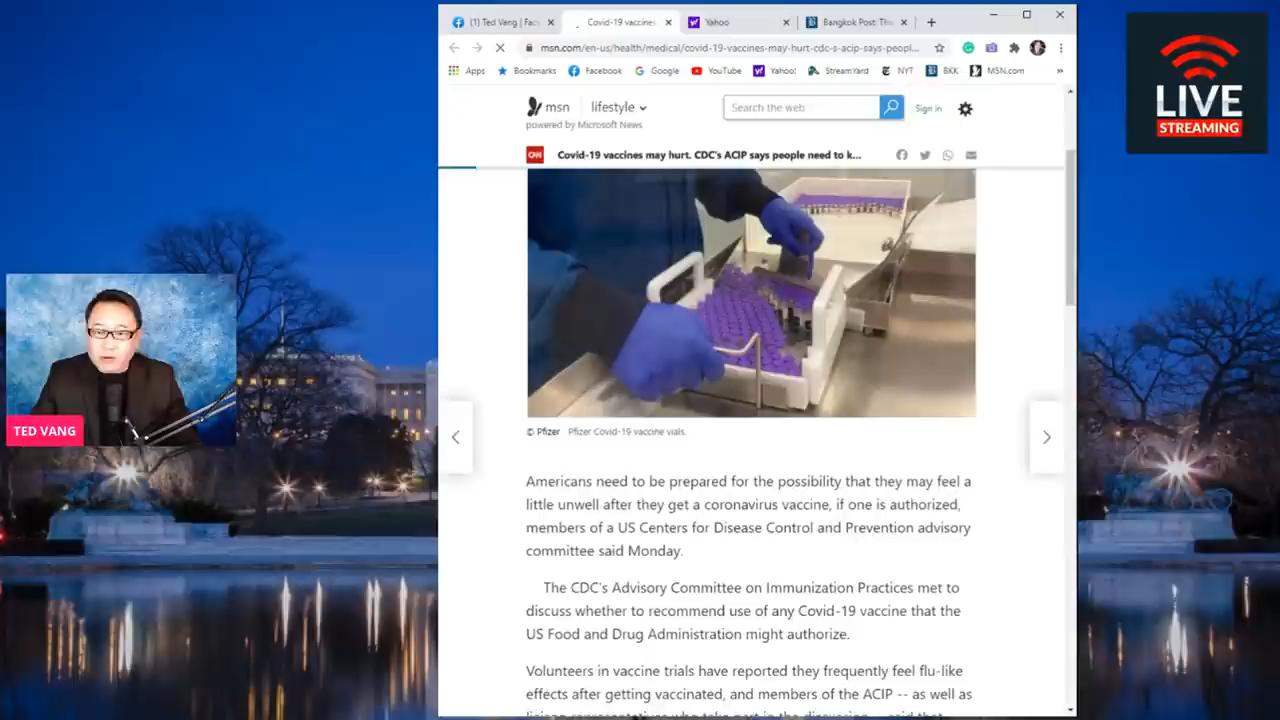 (1) Ted Vang | Fac
Covid-19 vaccines
Yahoo
Bangkok Post: Th
msn.com/en-us/health/medical/covid-19-vaccines-may-hurt-cdc-s-acip-says-peopl...
Apps
Bookmarks
Facebook
Google
YouTube
Yahoo!
StreamYard
NYT
BKK
MSN.com
»
msn
lifestyle
Search the web
Sign in
powered by Microsoft News
CNN
Covid-19 vaccines may hurt. CDC's ACIP says people need to k...
© Pfizer Pfizer Covid-19 vaccine vials.
Americans need to be prepared for the possibility that they may feel a
little unwell after they get a coronavirus vaccine, if one is authorized,
members of a US Centers for Disease Control and Prevention advisory
committee said Monday.
The CDC's Advisory Committee on Immunization Practices met to
discuss whether to recommend use of any Covid-19 vaccine that the
US Food and Drug Administration might authorize.
Volunteers in vaccine trials have reported they frequently feel flu-like
effects after getting vaccinated, and members of the ACIP -- as well as
LIVE
STREAMING
TED VANG